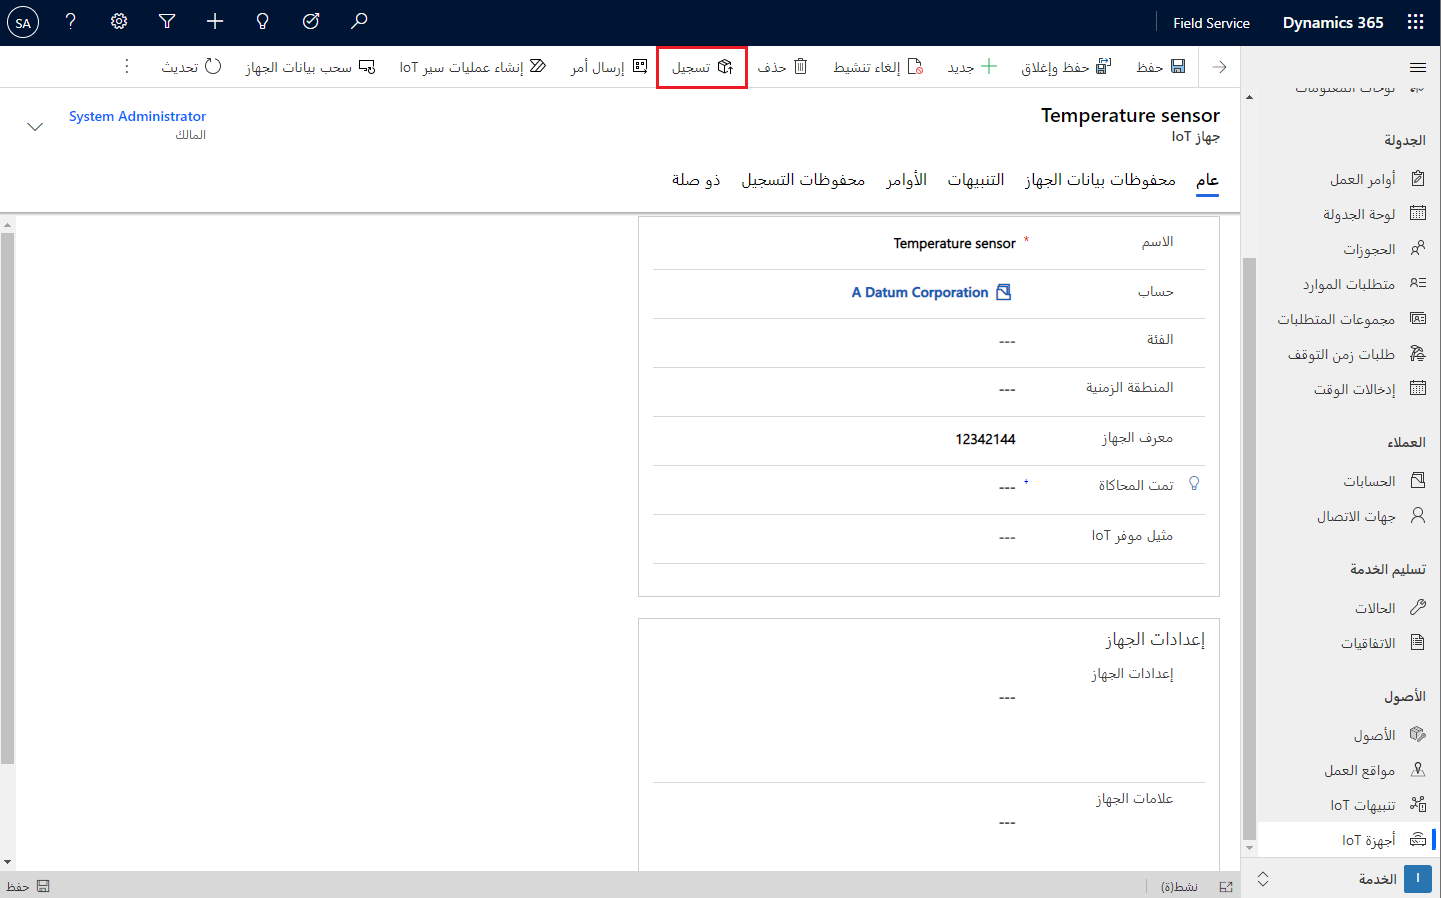 Dynamics 365
Field Service
SA
حفظ
حفظ وإغلاق
جديد
إلغاء تنشيط
حذف
تسجيل
إرسال أمر
إنشاء عمليات سير IoT
سحب بيانات الجهاز
تحديث
Temperature sensor
جهاز IoT
System Administrator
المالك
عام
محفوظات بيانات الجهاز
التنبيهات
الأوامر
محفوظات التسجيل
ذو صلة
الاسم
* Temperature sensor
حساب
A Datum Corporation
الفئة
---
المنطقة الزمنية
---
معرف الجهاز
12342144
تمت المحاكاة
+ ---
مثيل موفر IoT
---
إعدادات الجهاز
إعدادات الجهاز
---
علامات الجهاز
---
لوحات المعلومات
الجدولة
أوامر العمل
لوحة الجدولة
الحجوزات
متطلبات الموارد
مجموعات المتطلبات
طلبات زمن التوقف
إدخالات الوقت
العملاء
الحسابات
جهات الاتصال
تسليم الخدمة
الحالات
الاتفاقيات
الأصول
الأصول
مواقع العمل
تنبيهات IoT
أجهزة IoT
ا
الخدمة
نشط(ة)
حفظ